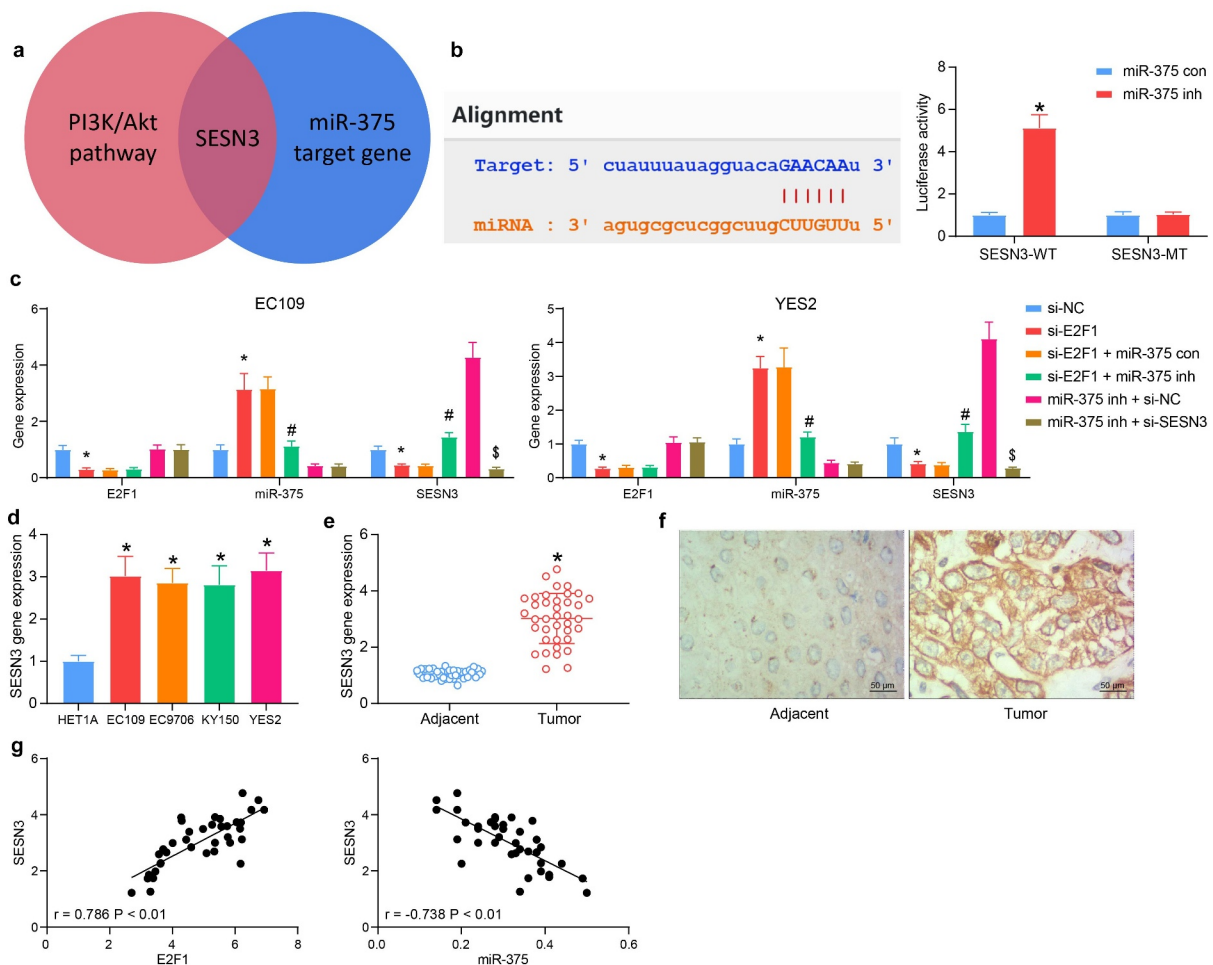 a
PI3K/Akt
pathway
SESN3
miR-375
target gene
b
Alignment
Target: 5' cuauuuauagguacaGAACAAu 3'
miRNA : 3' agugcgcucggcuugCUUGUUu 5'
Luciferase activity
8
6
4
2
0
*
miR-375 con
miR-375 inh
SESN3-WT
SESN3-MT
c
EC109
Gene expression
6
4
2
0
*
*
#
*
#
$
E2F1
miR-375
SESN3
YES2
Gene expression
5
4
3
2
1
0
*
*
#
*
#
$
E2F1
miR-375
SESN3
si-NC
si-E2F1
si-E2F1 + miR-375 con
si-E2F1 + miR-375 inh
miR-375 inh + si-NC
miR-375 inh + si-SESN3
d
SESN3 gene expression
4
3
2
1
0
*
*
*
*
HET1A
EC109
EC9706
KY150
YES2
e
SESN3 gene expression
6
4
2
0
*
Adjacent
Tumor
f
50 μm
50 μm
Adjacent
Tumor
g
SESN3
6
4
2
0
r = 0.786 P < 0.01
0
2
4
6
8
E2F1
SESN3
6
4
2
0
r = -0.738 P < 0.01
0.0
0.2
0.4
0.6
miR-375